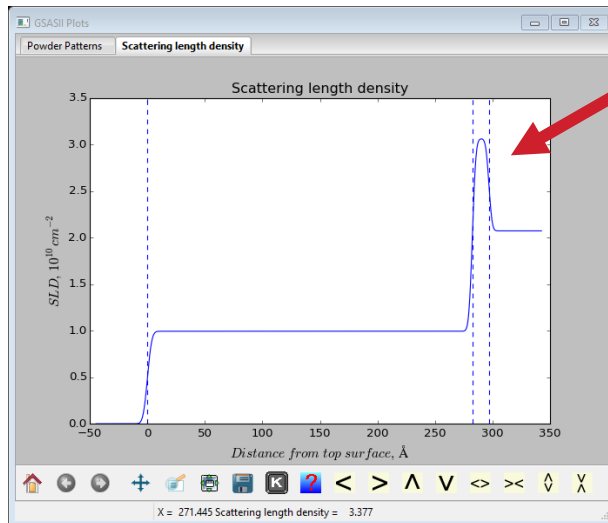 GSASII Plots
Powder Patterns Scattering length density
Scattering length density
3.5
3.0
2.5
2.0
1.5
1.0
0.5
0.0
SLD, 10^10 cm^−2
−50 0 50 100 150 200 250 300 350
Distance from top surface, Å
K ? < > Λ V <> ><
X = 271.445 Scattering length density = 3.377